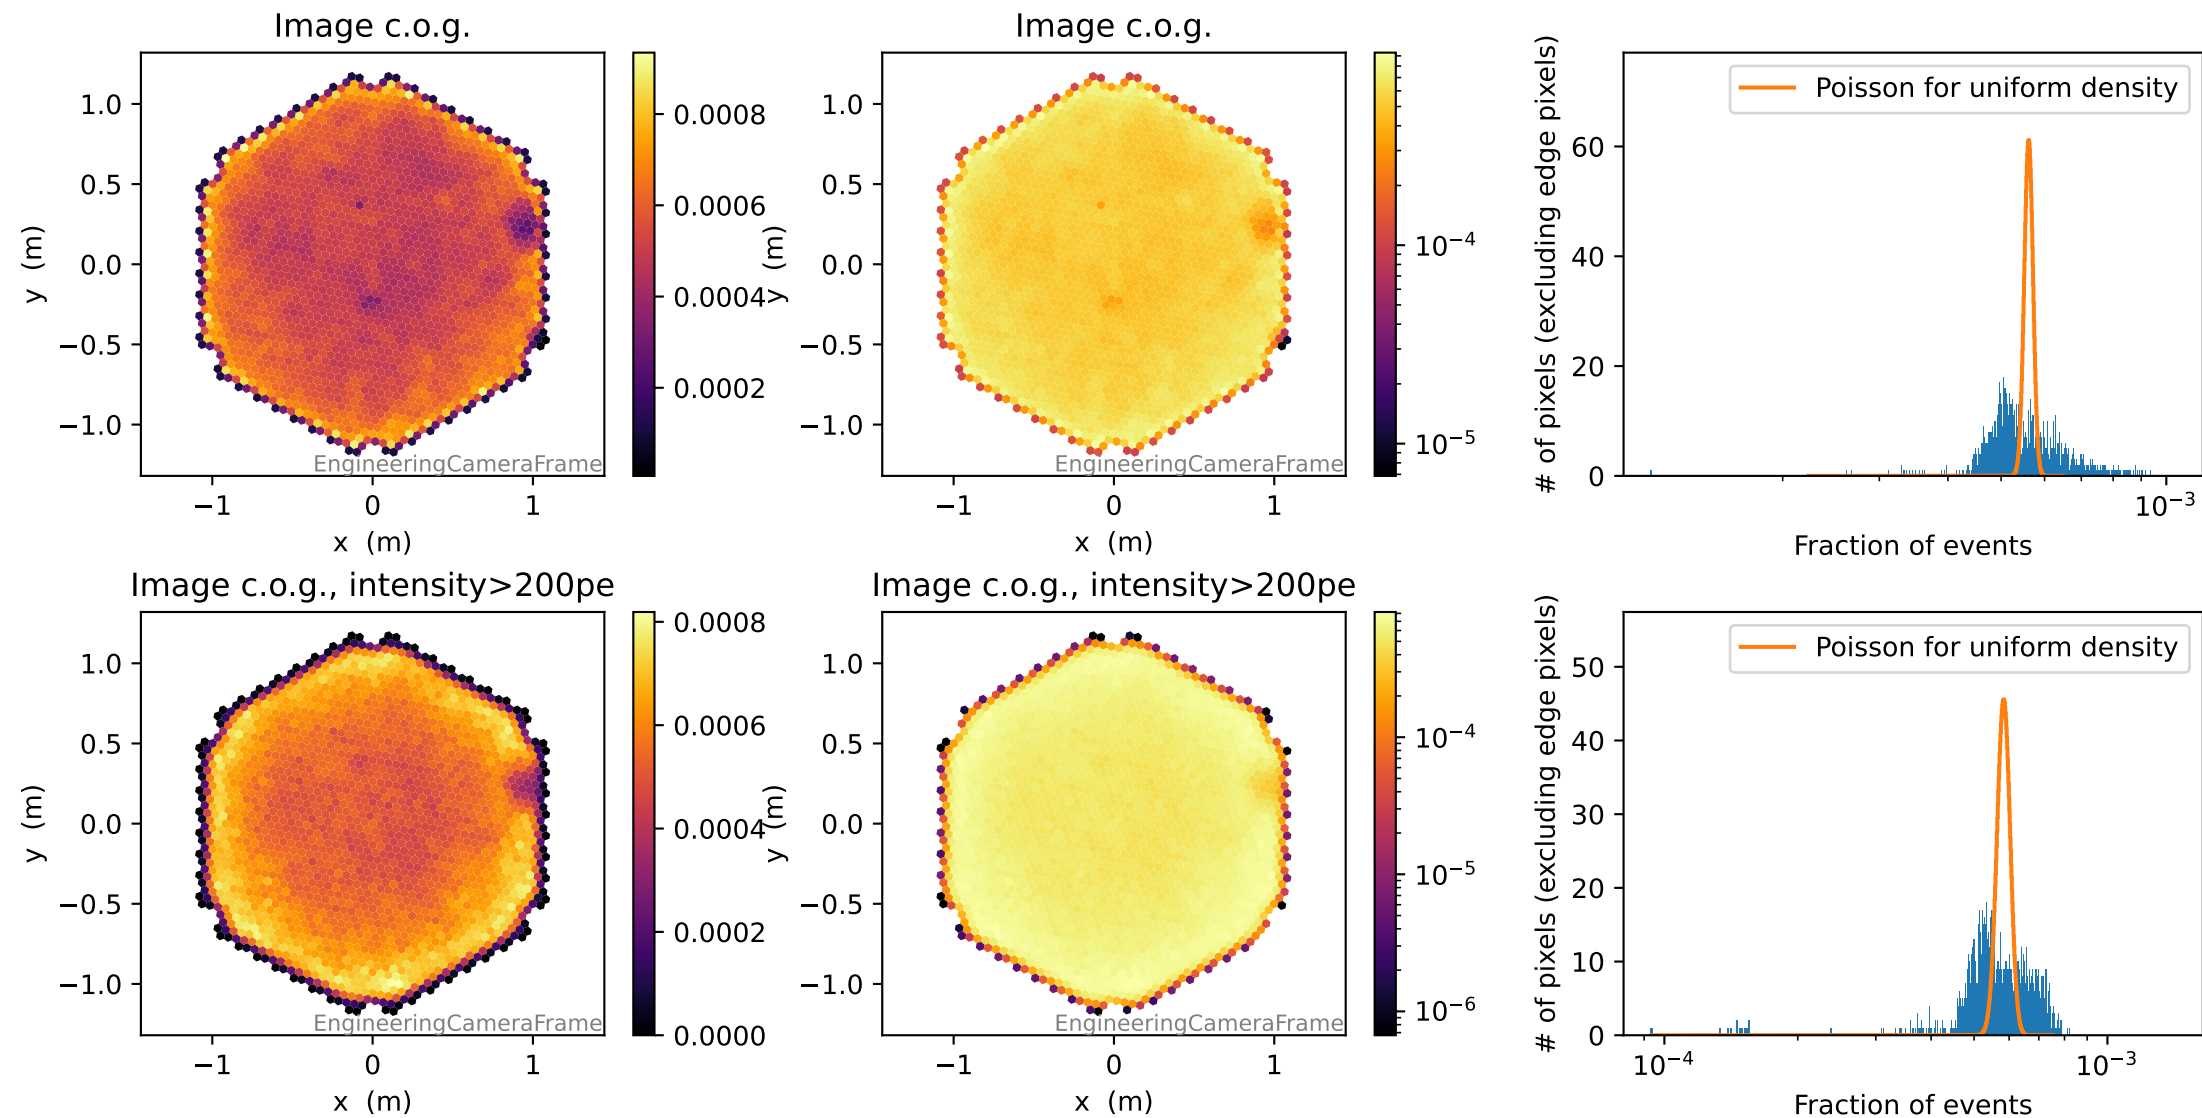 Image c.o.g.
1.0
0.5
0.0
−0.5
−1.0
y (m)
−1
0
1
x (m)
EngineeringCameraFrame
0.0008
0.0006
0.0004
0.0002
Image c.o.g.
1.0
0.5
0.0
−0.5
−1.0
y (m)
−1
0
1
x (m)
EngineeringCameraFrame
10⁻⁴
10⁻⁵
# of pixels (excluding edge pixels)
60
40
20
0
Poisson for uniform density
10⁻³
Fraction of events
Image c.o.g., intensity>200pe
1.0
0.5
0.0
−0.5
−1.0
y (m)
−1
0
1
x (m)
EngineeringCameraFrame
0.0008
0.0006
0.0004
0.0002
0.0000
Image c.o.g., intensity>200pe
1.0
0.5
0.0
−0.5
−1.0
y (m)
−1
0
1
x (m)
EngineeringCameraFrame
10⁻⁴
10⁻⁵
10⁻⁶
# of pixels (excluding edge pixels)
50
40
30
20
10
0
Poisson for uniform density
10⁻⁴
10⁻³
Fraction of events